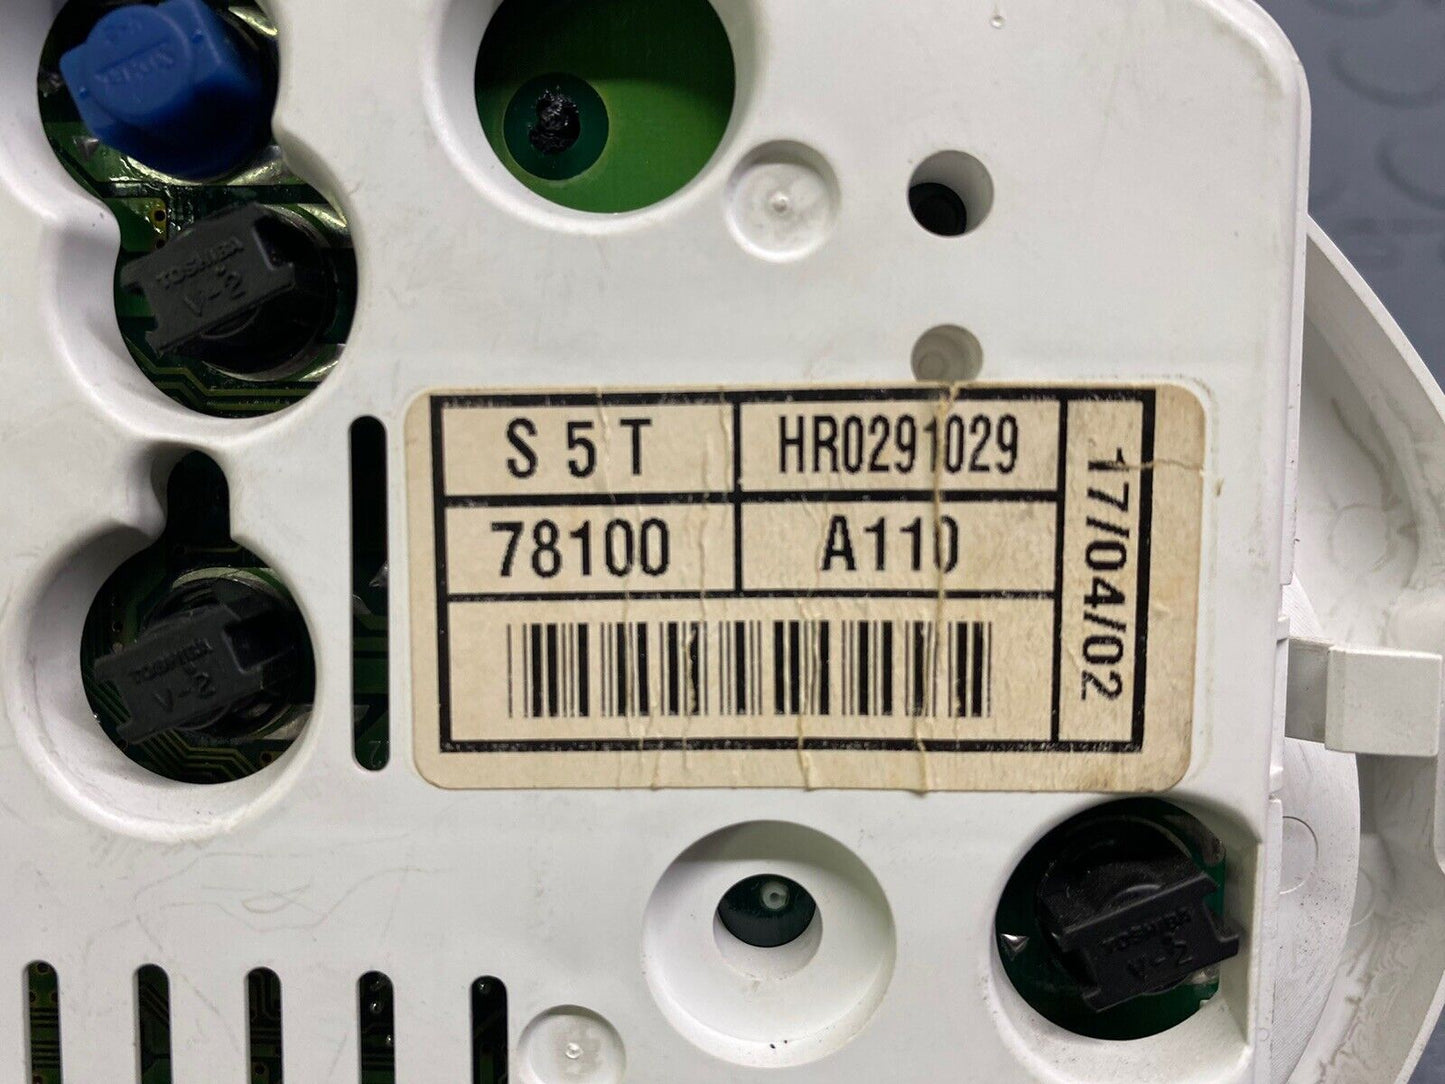 TOSHIBA
V-2
S 5 T
HR0291029
78100
A110
17/04/02
TOSHIBA
V-2
TOSHIBA
V-2